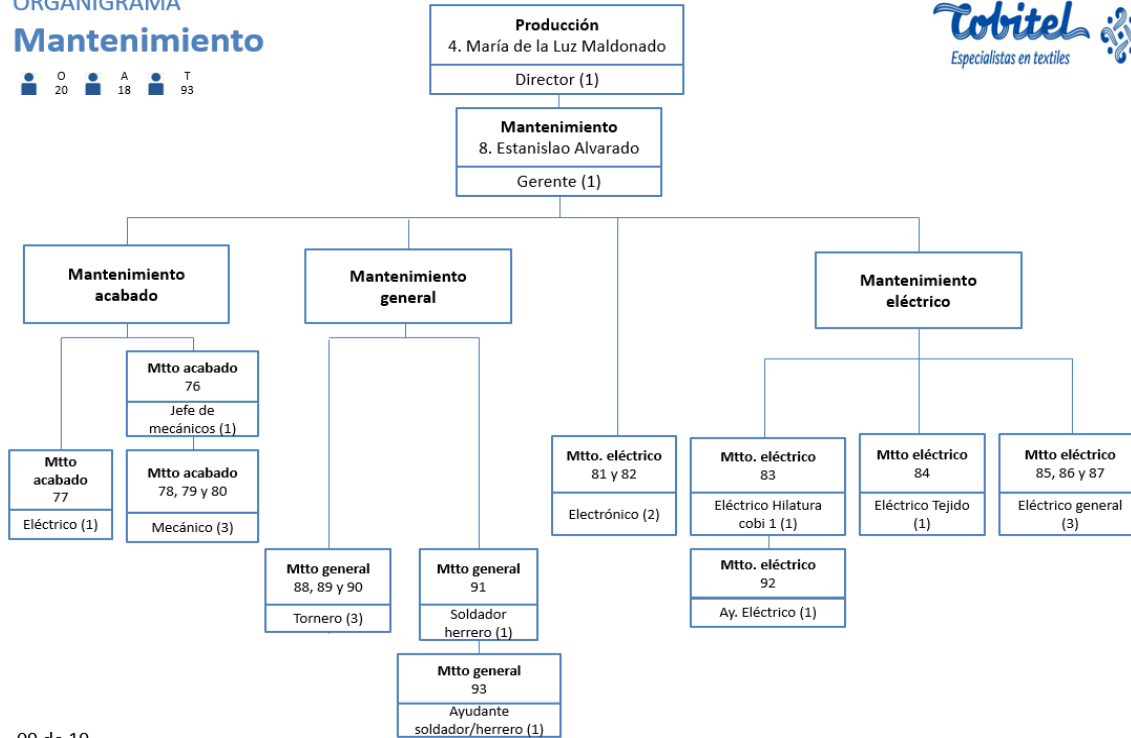 ORGANIGRAMA
Mantenimiento
O A T
20 18 93
Cobitel
Especialistas en textiles
Producción
4. María de la Luz Maldonado
Director (1)
Mantenimiento
8. Estanislao Alvarado
Gerente (1)
Mantenimiento
acabado
Mantenimiento
general
Mantenimiento
eléctrico
Mtto acabado
76
Jefe de
mecánicos (1)
Mtto
acabado
77
Eléctrico (1)
Mtto acabado
78, 79 y 80
Mecánico (3)
Mtto. eléctrico
81 y 82
Electrónico (2)
Mtto. eléctrico
83
Eléctrico Hilatura
cobi 1 (1)
Mtto eléctrico
84
Eléctrico Tejido
(1)
Mtto eléctrico
85, 86 y 87
Eléctrico general
(3)
Mtto general
88, 89 y 90
Tornero (3)
Mtto general
91
Soldador
herrero (1)
Mtto. eléctrico
92
Ay. Eléctrico (1)
Mtto general
93
Ayudante
soldador/herrero (1)
09 de 19